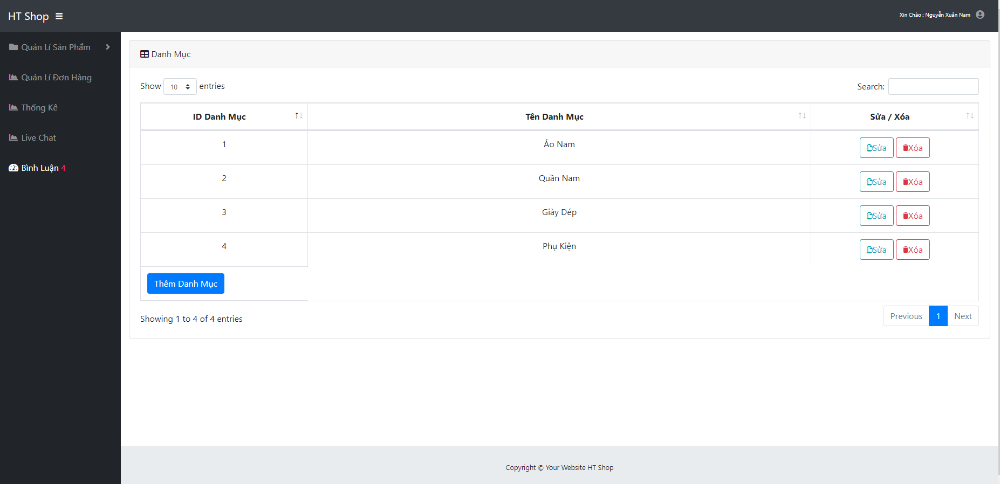 HT Shop
Xin Chào : Nguyễn Xuân Nam
Quản Lí Sản Phẩm
Quản Lí Đơn Hàng
Thống Kê
Live Chat
Bình Luận 4
Danh Mục
Show 10 entries
Search:
ID Danh Mục Tên Danh Mục Sửa / Xóa
1 Áo Nam Sửa Xóa
2 Quần Nam Sửa Xóa
3 Giày Dép Sửa Xóa
4 Phụ Kiện Sửa Xóa
Thêm Danh Mục
Showing 1 to 4 of 4 entries
Previous 1 Next
Copyright © Your Website HT Shop